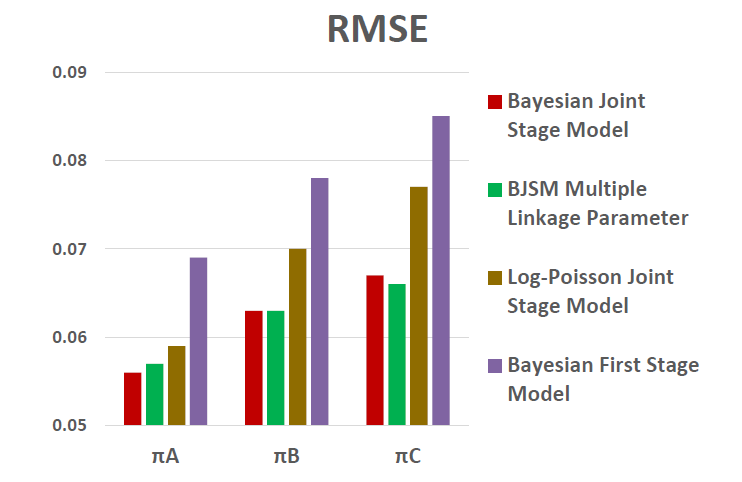 RMSE
0.09
0.08
0.07
0.06
0.05
πA
πB
πC
Bayesian Joint
Stage Model
BJSM Multiple
Linkage Parameter
Log-Poisson Joint
Stage Model
Bayesian First Stage
Model